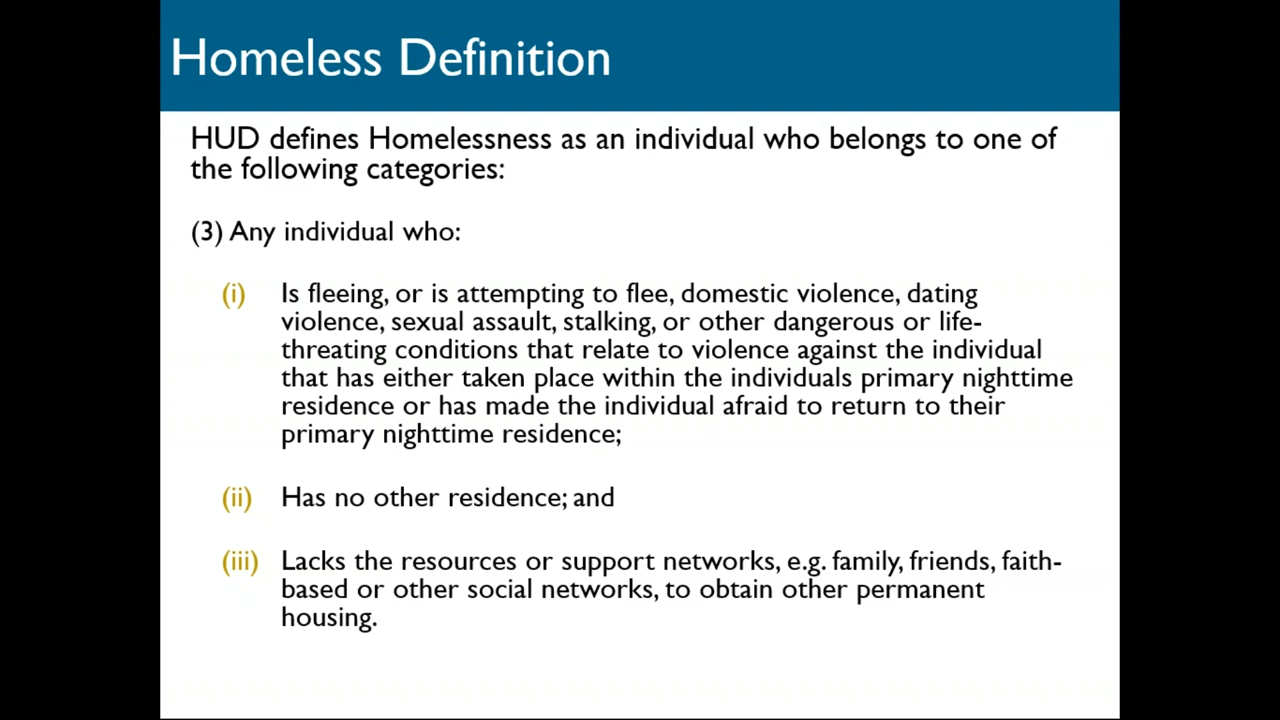 Homeless Definition
HUD defines Homelessness as an individual who belongs to one of
the following categories:
(3) Any individual who:
(i) Is fleeing, or is attempting to flee, domestic violence, dating
violence, sexual assault, stalking, or other dangerous or life-
threating conditions that relate to violence against the individual
that has either taken place within the individuals primary nighttime
residence or has made the individual afraid to return to their
primary nighttime residence;
(ii) Has no other residence; and
(iii) Lacks the resources or support networks, e.g. family, friends, faith-
based or other social networks, to obtain other permanent
housing.